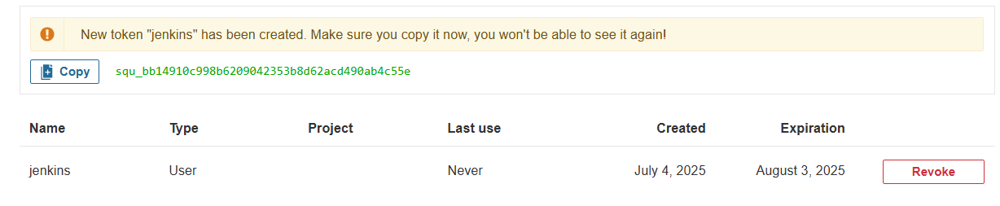 New token "jenkins" has been created. Make sure you copy it now, you won't be able to see it again!
Copy squ_bb14910c998b6209042353b8d62acd490ab4c55e
Name Type Project Last use Created Expiration
jenkins User Never July 4, 2025 August 3, 2025 Revoke